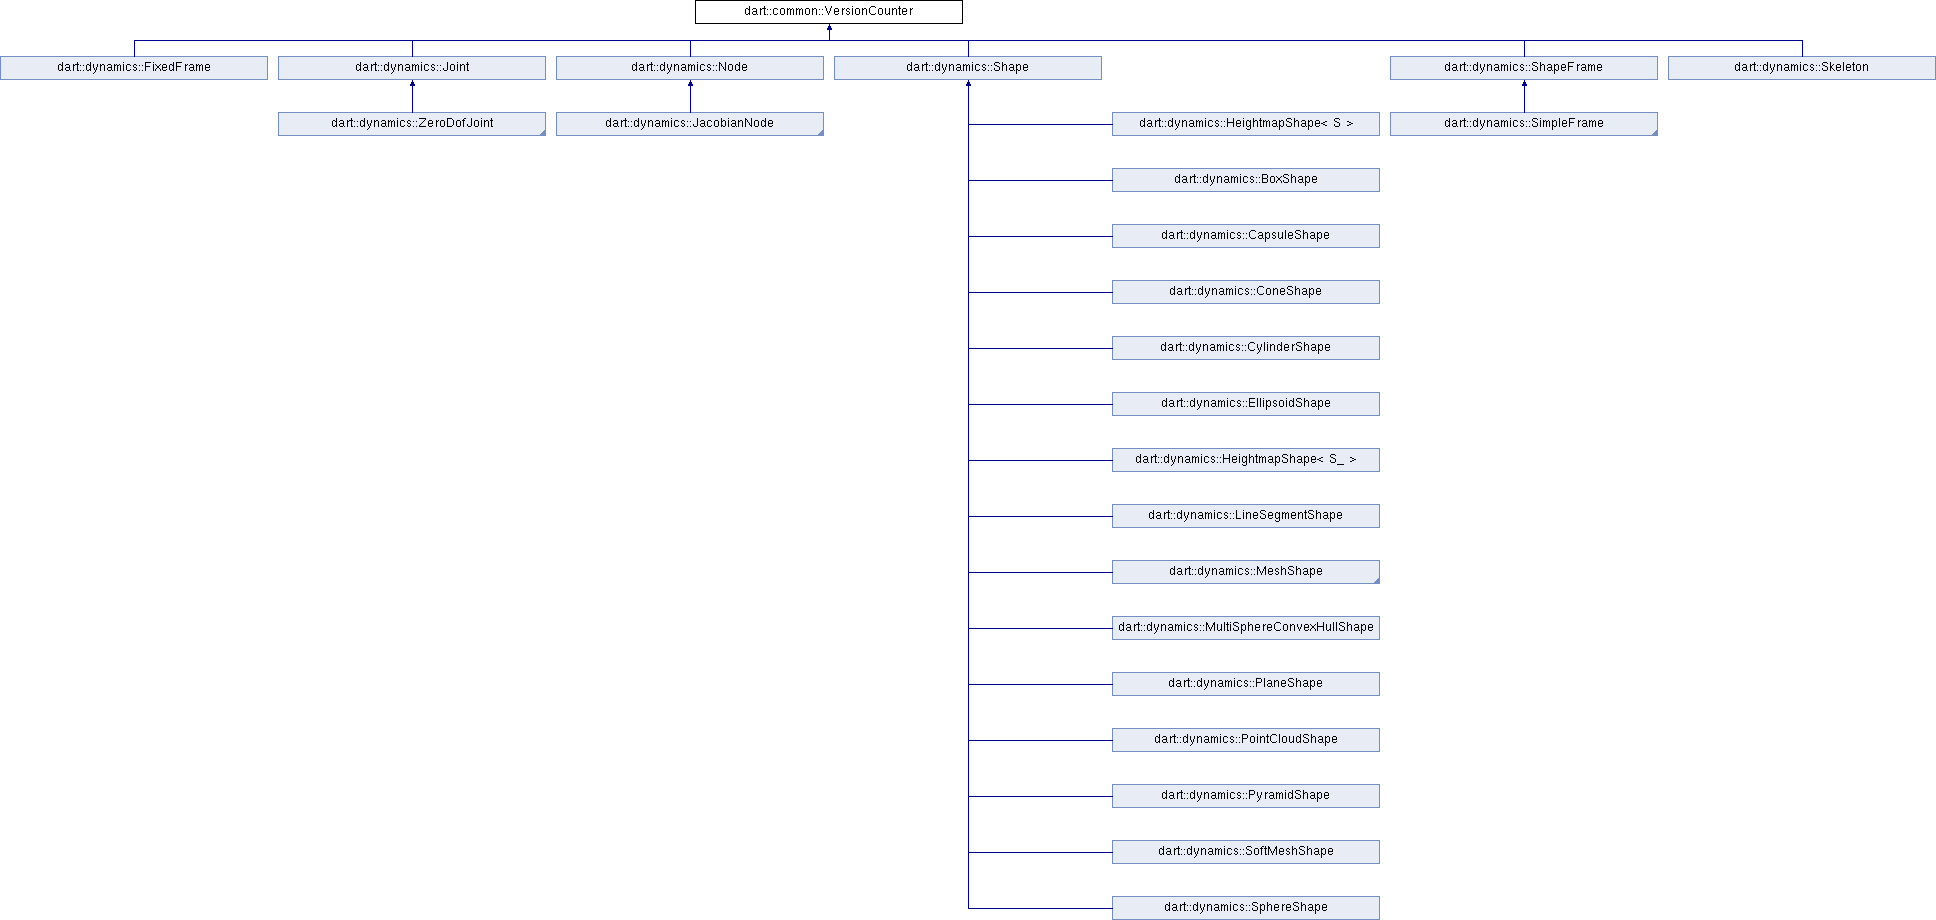 dart::common::VersionCounter
dart::dynamics::FixedFrame
dart::dynamics::Joint
dart::dynamics::Node
dart::dynamics::Shape
dart::dynamics::ShapeFrame
dart::dynamics::Skeleton
dart::dynamics::ZeroDofJoint
dart::dynamics::JacobianNode
dart::dynamics::HeightmapShape< S >
dart::dynamics::SimpleFrame
dart::dynamics::BoxShape
dart::dynamics::CapsuleShape
dart::dynamics::ConeShape
dart::dynamics::CylinderShape
dart::dynamics::EllipsoidShape
dart::dynamics::HeightmapShape< S_ >
dart::dynamics::LineSegmentShape
dart::dynamics::MeshShape
dart::dynamics::MultiSphereConvexHullShape
dart::dynamics::PlaneShape
dart::dynamics::PointCloudShape
dart::dynamics::PyramidShape
dart::dynamics::SoftMeshShape
dart::dynamics::SphereShape